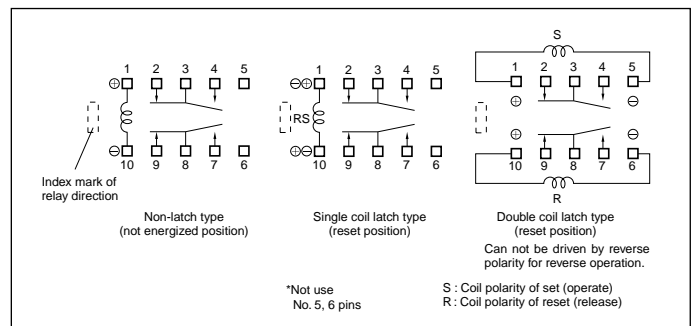 S
1 2 3 4 5
1 2 3 4 5
1 2 3 4 5
⊕
⊖⊕
⊕ ⊖
RS
⊖
⊕⊖
⊕ ⊖
10 9 8 7 6
10 9 8 7 6
10 9 8 7 6
R
Index mark of
relay direction
Non-latch type
(not energized position)
Single coil latch type
(reset position)
Double coil latch type
(reset position)
Can not be driven by reverse
polarity for reverse operation.
*Not use
No. 5, 6 pins
S : Coil polarity of set (operate)
R : Coil polarity of reset (release)